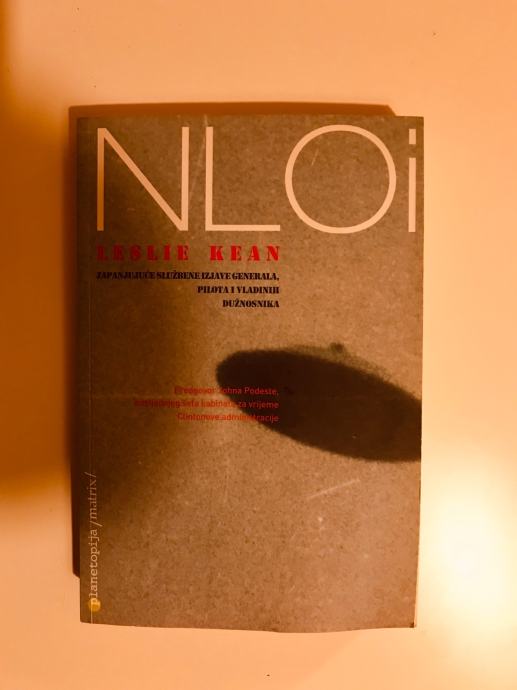 NLOi
LESLIE KEAN
ZAPANJUJUĆE SLUŽBENE IZJAVE GENERALA,
PILOTA I VLADINIH
DUŽNOSNIKA
Predgovor Johna Podeste,
šefa kabineta za vrijeme
Clintonove administracije
planetopija /matrix/